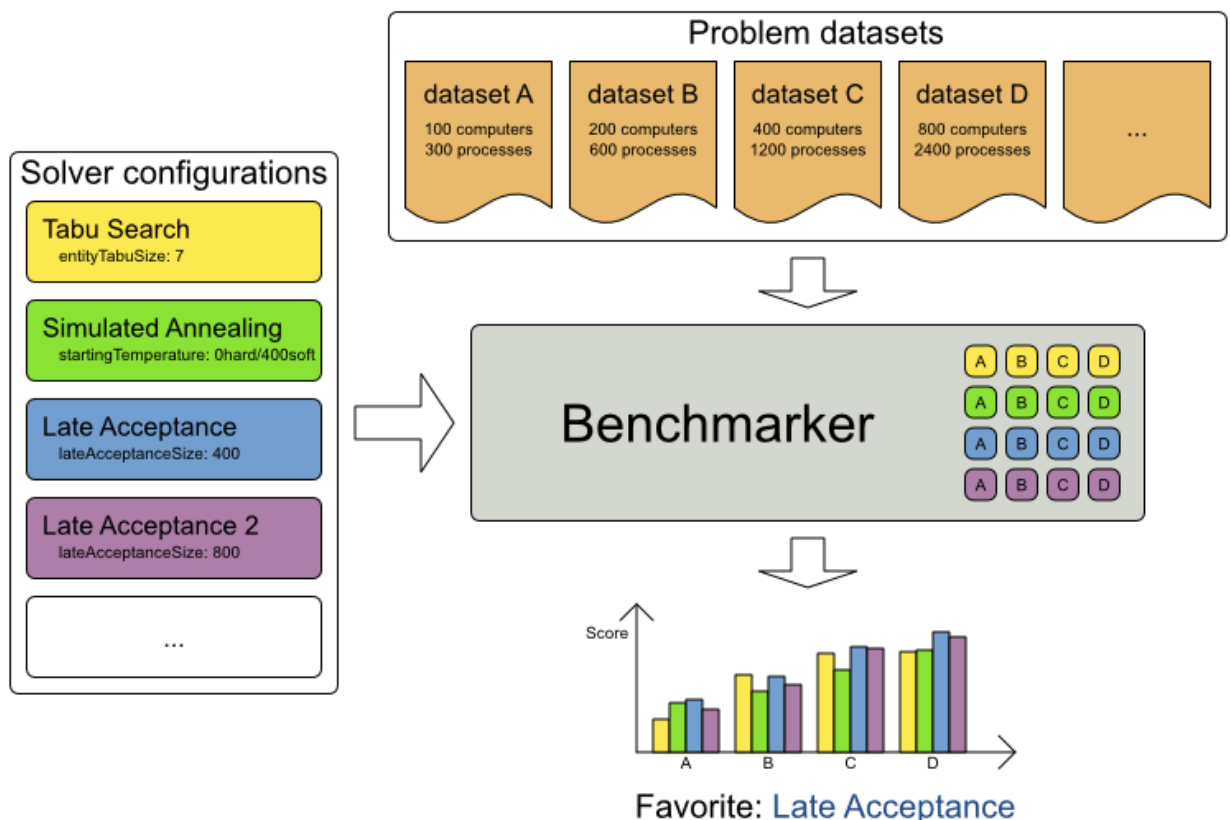 Problem datasets
dataset A
100 computers
300 processes
dataset B
200 computers
600 processes
dataset C
400 computers
1200 processes
dataset D
800 computers
2400 processes
...
Solver configurations
Tabu Search
entityTabuSize: 7
Simulated Annealing
startingTemperature: 0hard/400soft
Late Acceptance
lateAcceptanceSize: 400
Late Acceptance 2
lateAcceptanceSize: 800
...
Benchmarker
A B C D
A B C D
A B C D
A B C D
Score
A B C D
Favorite: Late Acceptance